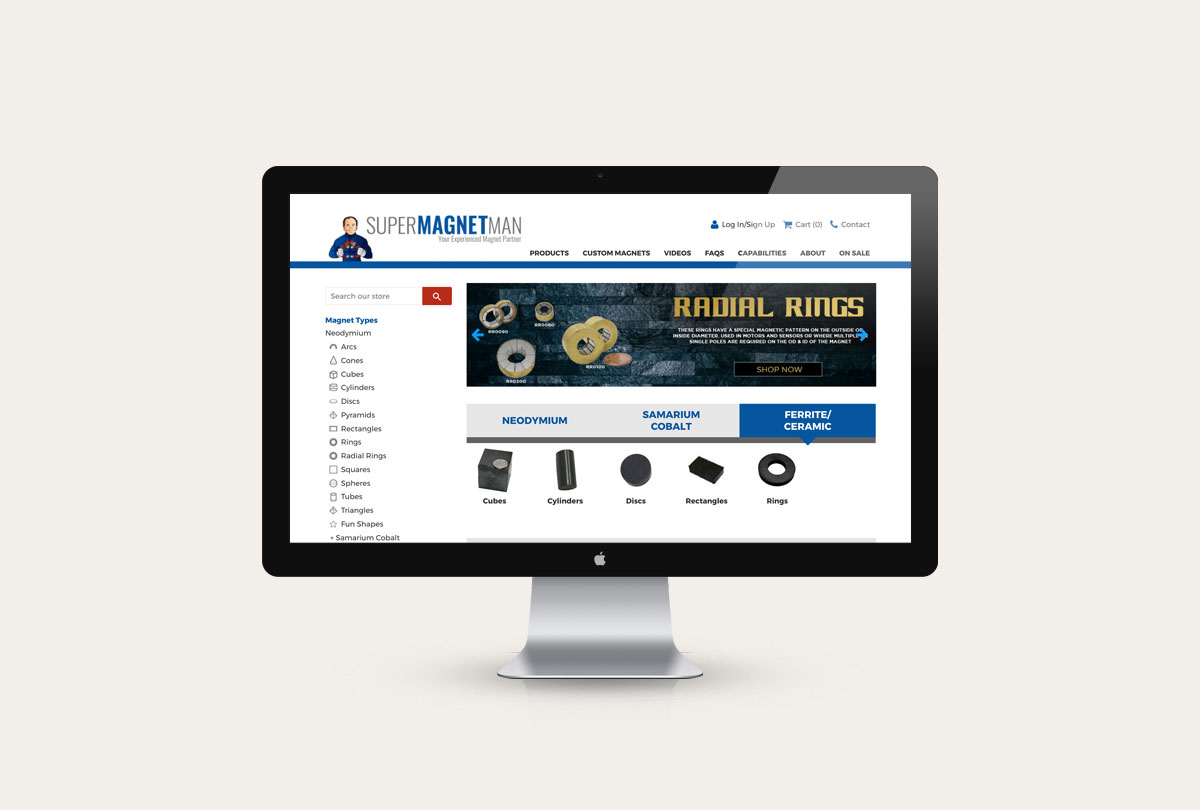 SUPERMAGNETMAN
Your Experienced Magnet Partner
Log In/Sign Up Cart (0) Contact
PRODUCTS CUSTOM MAGNETS VIDEOS FAQS CAPABILITIES ABOUT ON SALE
Search our store
Magnet Types
Neodymium
Arcs
Cones
Cubes
Cylinders
Discs
Pyramids
Rectangles
Rings
Radial Rings
Squares
Spheres
Tubes
Triangles
Fun Shapes
+ Samarium Cobalt
RADIAL RINGS
THESE RINGS HAVE A SPECIAL MAGNETIC PATTERN ON THE OUTSIDE OR
INSIDE DIAMETER. USED IN MOTORS AND SENSORS OR WHERE MULTIPLE
SINGLE POLES ARE REQUIRED ON THE OD & ID OF THE MAGNET
SHOP NOW
RR0090
RR0060
RR0100
RR0200
NEODYMIUM
SAMARIUM
COBALT
FERRITE/
CERAMIC
Cubes Cylinders Discs Rectangles Rings